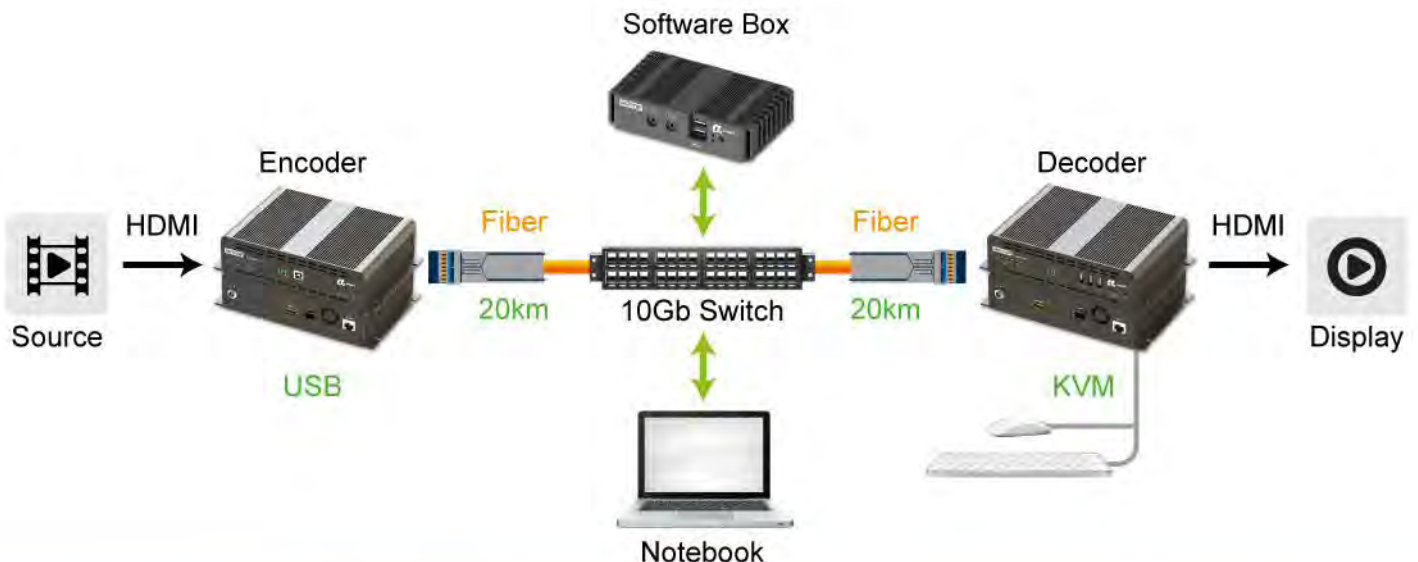 Software Box
Encoder
Decoder
HDMI
Fiber
Fiber
HDMI
20km
10Gb Switch
20km
Source
Display
USB
KVM
Notebook